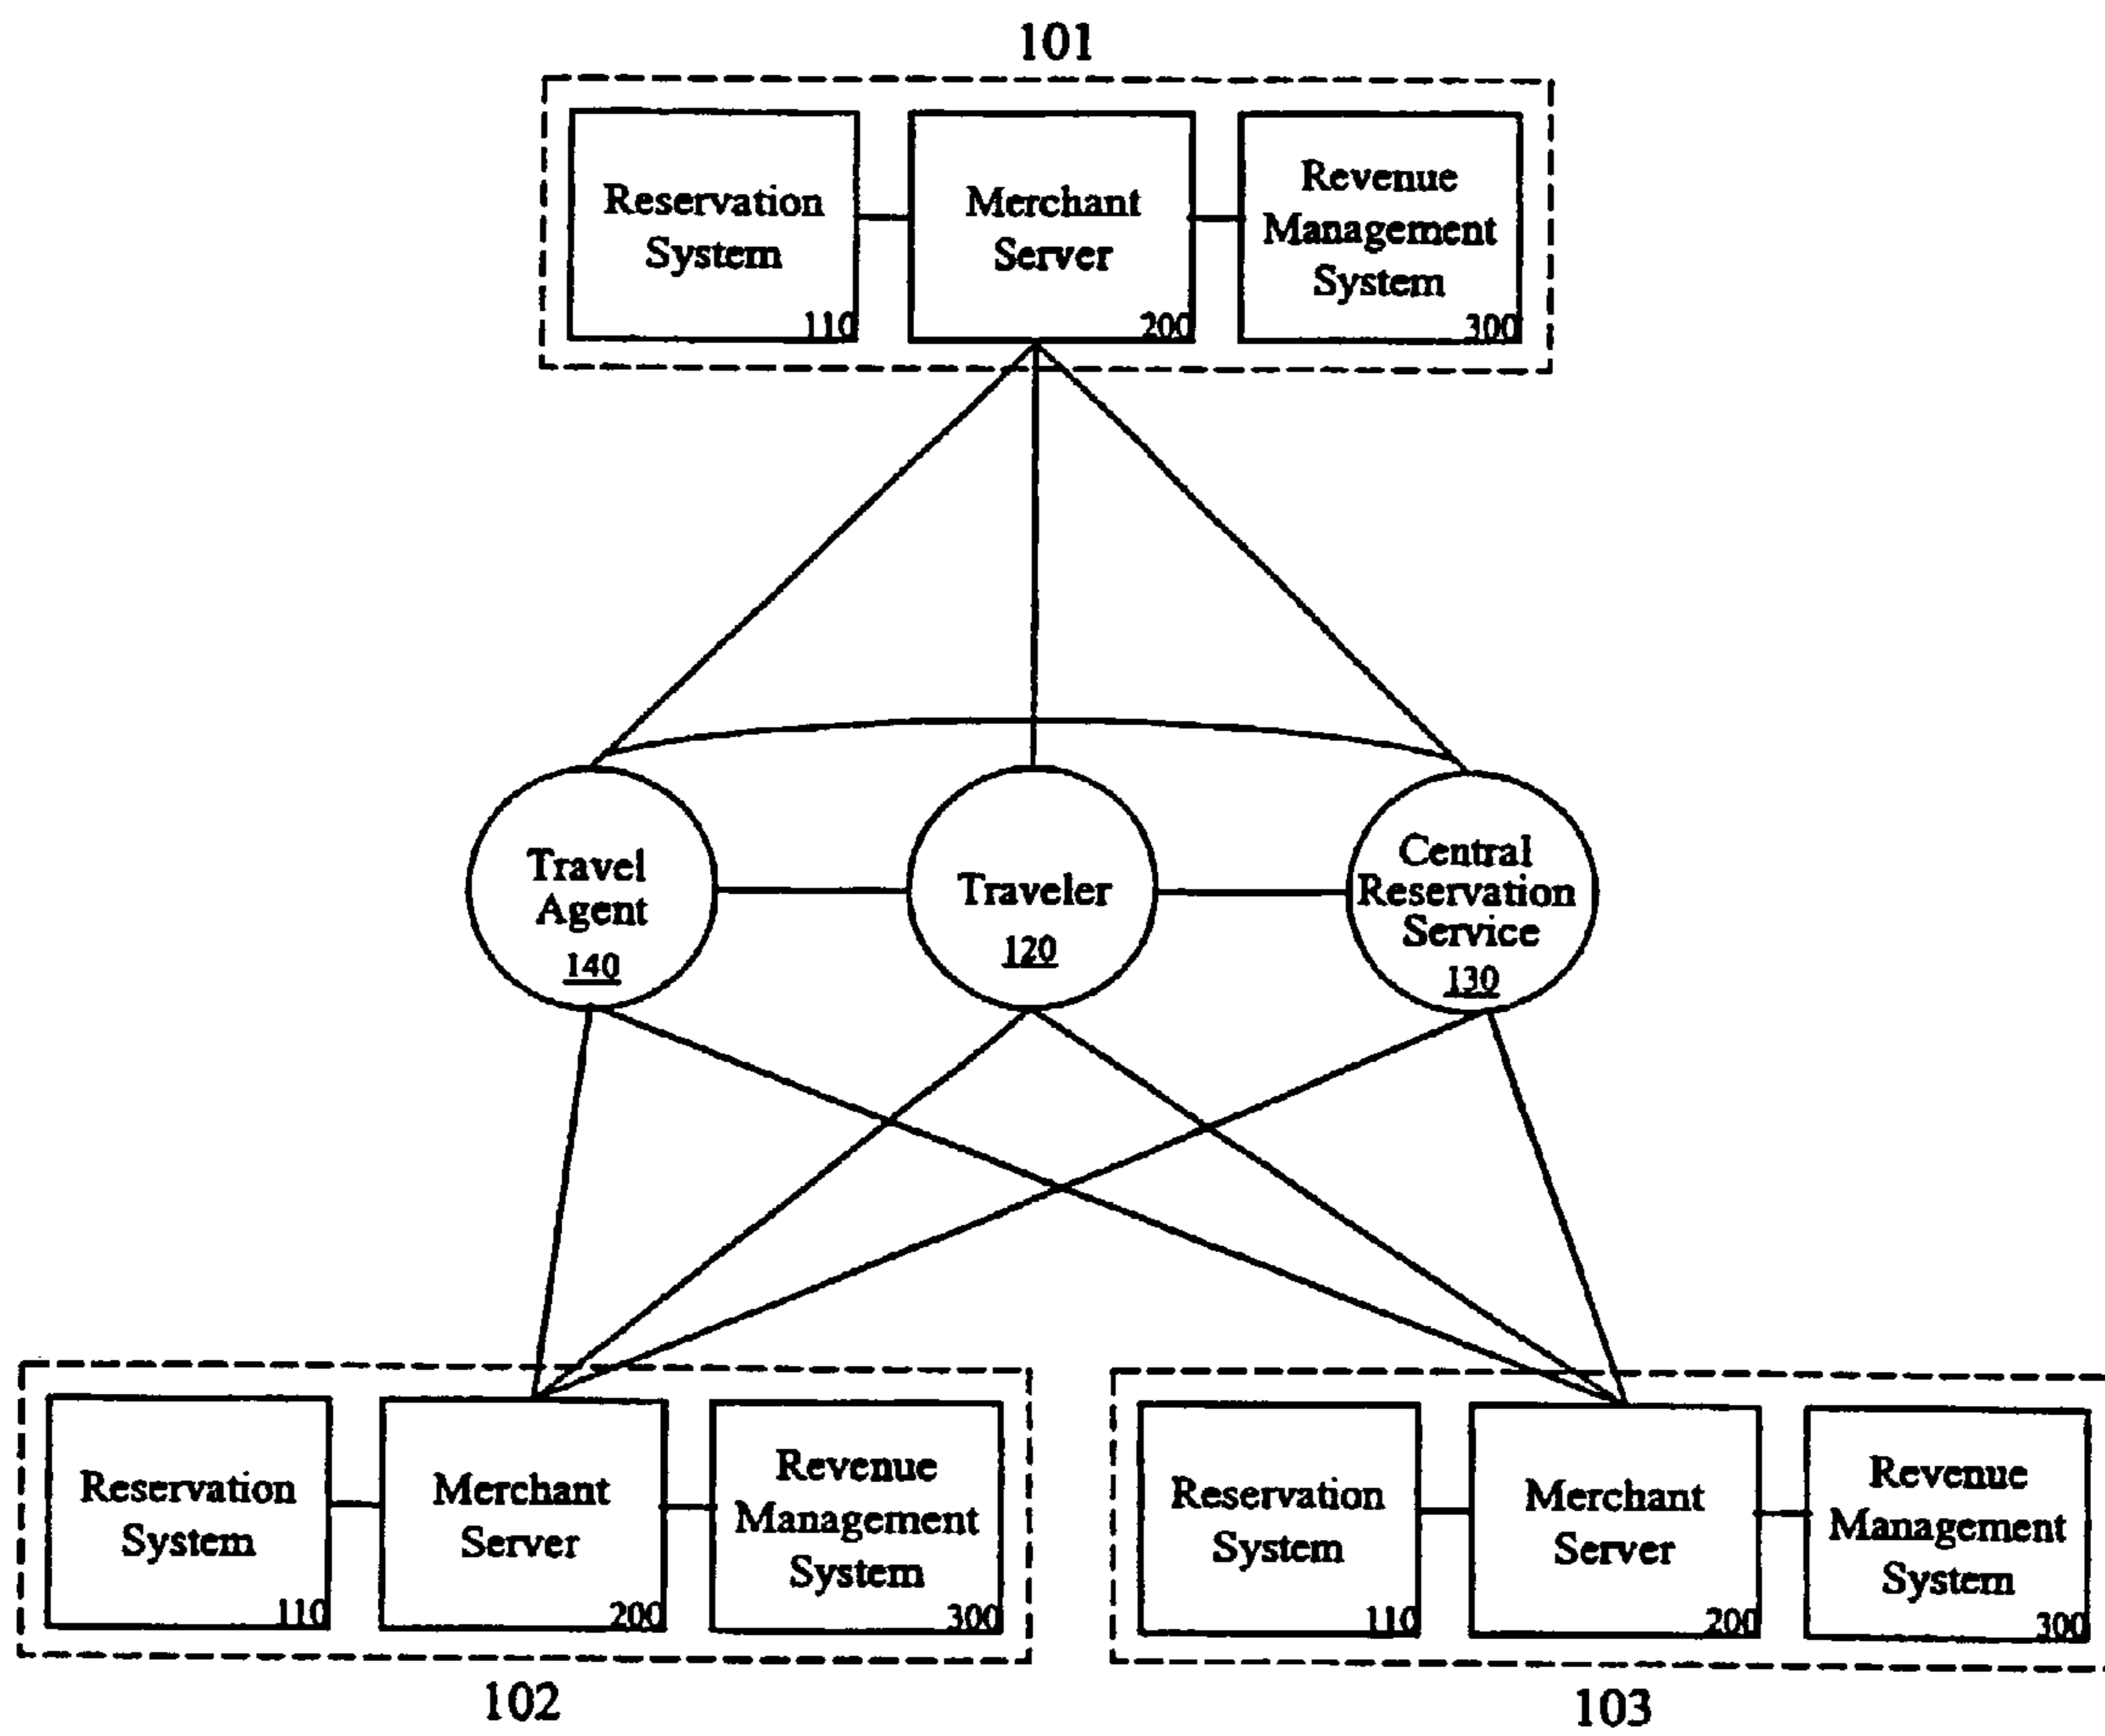 101
Reservation
System
110
Merchant
Server
200
Revenue
Management
System
300
Travel
Agent
140
Traveler
120
Central
Reservation
Service
130
Reservation
System
110
Merchant
Server
200
Revenue
Management
System
300
102
Reservation
System
110
Merchant
Server
200
Revenue
Management
System
300
103